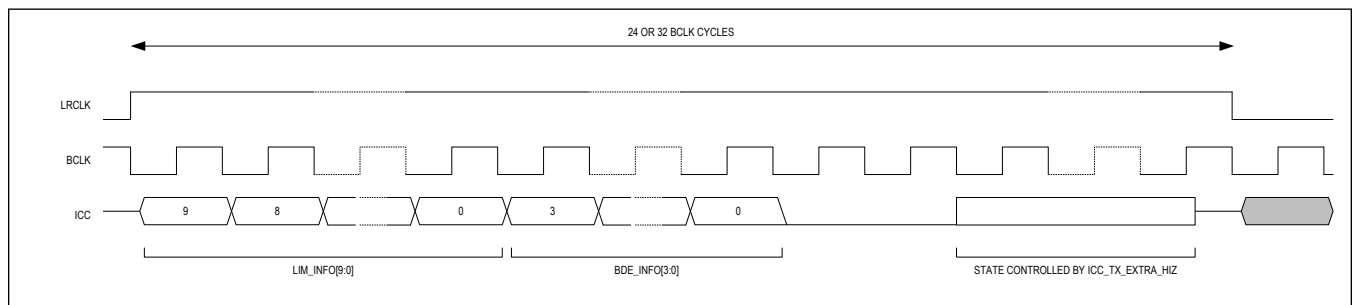 24 OR 32 BCLK CYCLES
LRCLK
BCLK
ICC
9 8 0 3 0
LIM_INFO[9:0] BDE_INFO[3:0] STATE CONTROLLED BY ICC_TX_EXTRA_HIZ